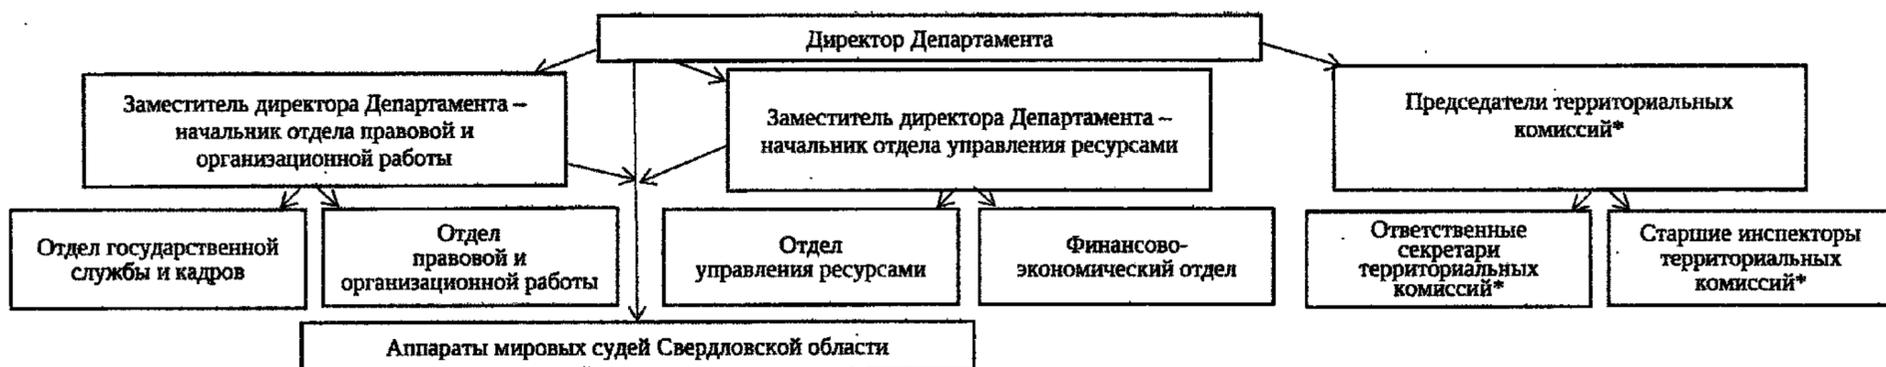 Директор Департамента
Заместитель директора Департамента –
начальник отдела правовой и
организационной работы
Заместитель директора Департамента –
начальник отдела управления ресурсами
Председатели территориальных
комиссий*
Отдел государственной
службы и кадров
Отдел
правовой и
организационной работы
Отдел
управления ресурсами
Финансово-
экономический отдел
Ответственные
секретари
территориальных
комиссий*
Старшие инспекторы
территориальных
комиссий*
Аппараты мировых судей Свердловской области